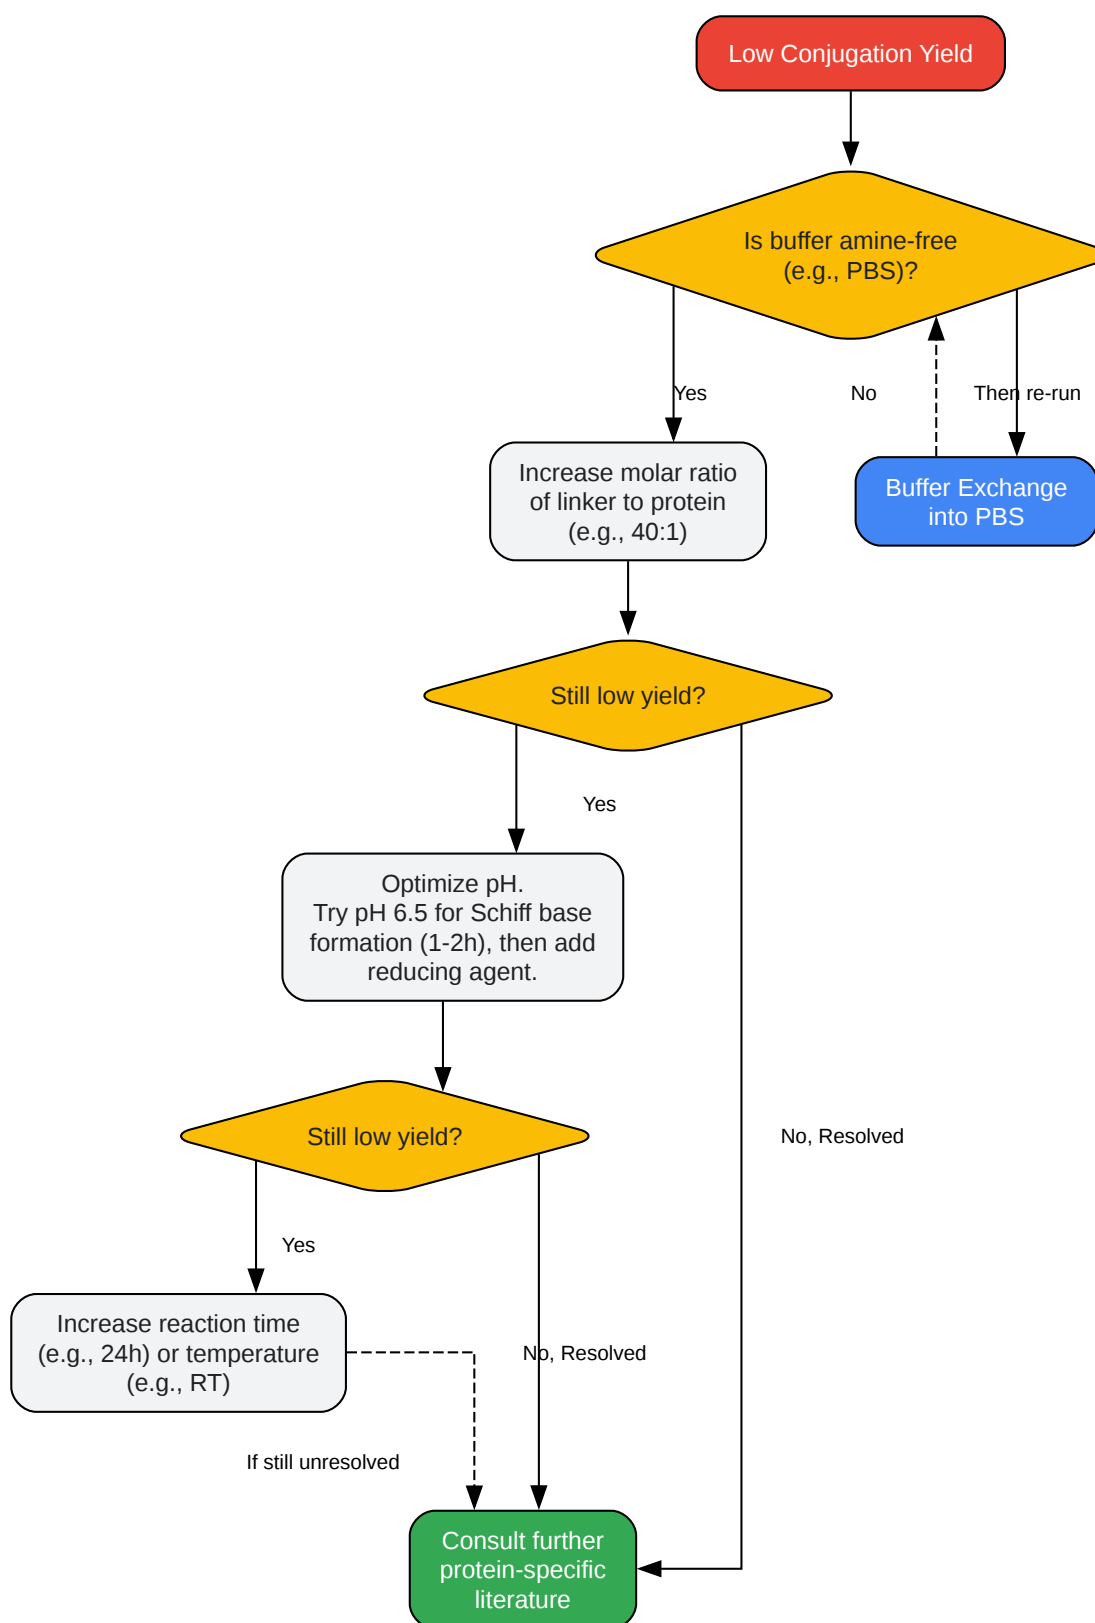 Low Conjugation Yield
Is buffer amine-free
(e.g., PBS)?
Yes
No
Then re-run
Increase molar ratio
of linker to protein
(e.g., 40:1)
Buffer Exchange
into PBS
Still low yield?
Yes
Optimize pH.
Try pH 6.5 for Schiff base
formation (1-2h), then add
reducing agent.
Still low yield?
No, Resolved
Yes
Increase reaction time
(e.g., 24h) or temperature
(e.g., RT)
No, Resolved
If still unresolved
Consult further
protein-specific
literature